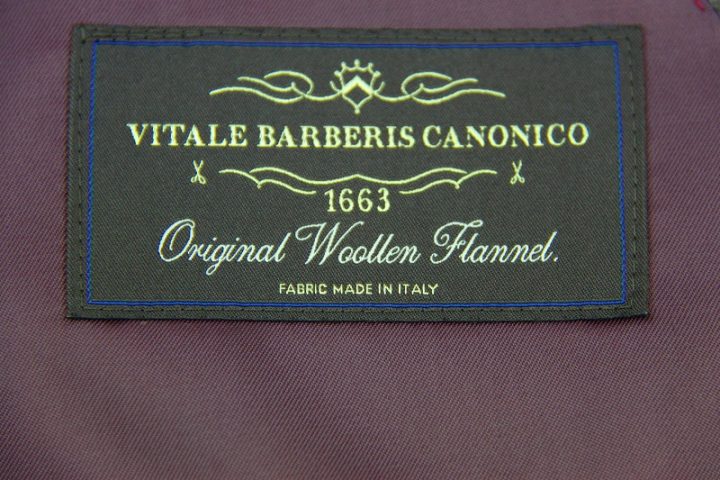 VITALE BARBERIS CANONICO
1663
Original Woollen Flannel.
FABRIC MADE IN ITALY